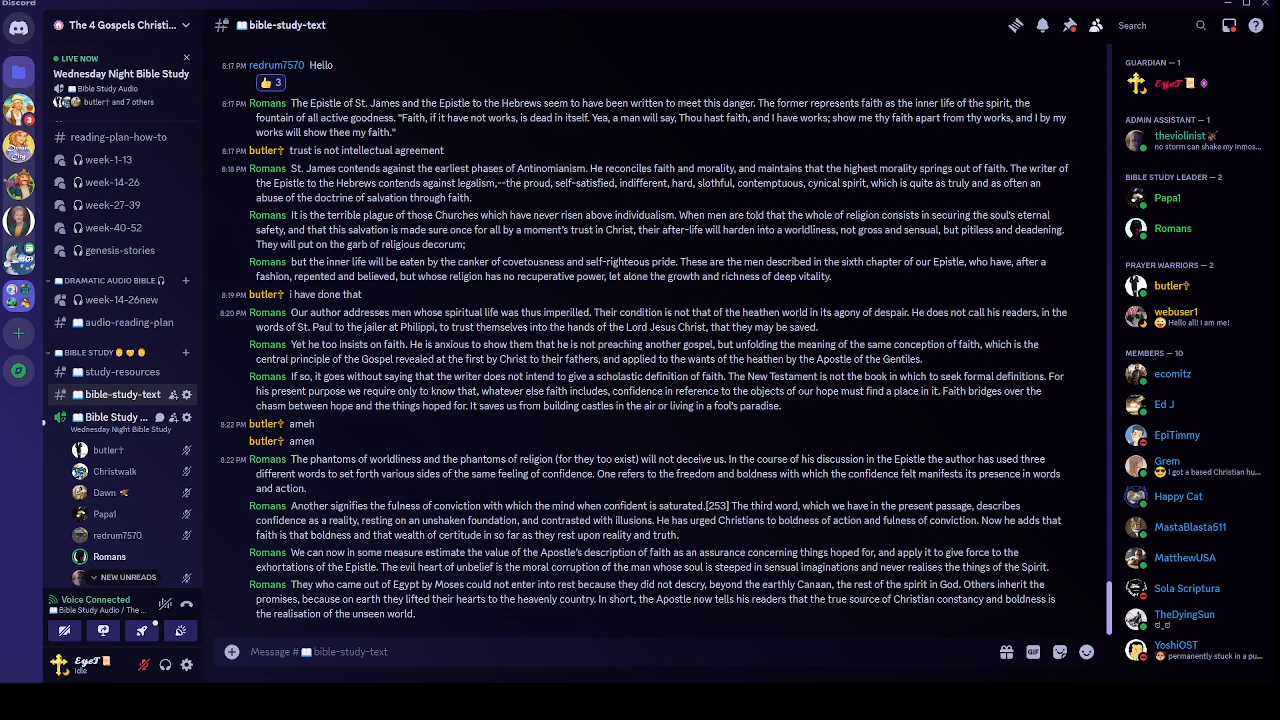 Discord
The 4 Gospels Christi...
bible-study-text
Search
LIVE NOW
Wednesday Night Bible Study
Bible Study Audio
butler† and 7 others
reading-plan-how-to
week-1-13
week-14-26
week-27-39
week-40-52
genesis-stories
DRAMATIC AUDIO BIBLE
week-14-26new
audio-reading-plan
BIBLE STUDY
study-resources
bible-study-text
Bible Study ...
Wednesday Night Bible Study
butler†
Christwalk
Dawn
Papa1
redrum7570
Romans
NEW UNREADS
Voice Connected
Bible Study Audio / The ...
EyeT
Idle
3
8:17 PM redrum7570 Hello
3
8:17 PM Romans The Epistle of St. James and the Epistle to the Hebrews seem to have been written to meet this danger. The former represents faith as the inner life of the spirit, the
fountain of all active goodness. "Faith, if it have not works, is dead in itself. Yea, a man will say, Thou hast faith, and I have works; show me thy faith apart from thy works, and I by my
works will show thee my faith."
8:17 PM butler† trust is not intellectual agreement
8:18 PM Romans St. James contends against the earliest phases of Antinomianism. He reconciles faith and morality, and maintains that the highest morality springs out of faith. The writer of
the Epistle to the Hebrews contends against legalism,--the proud, self-satisfied, indifferent, hard, slothful, contemptuous, cynical spirit, which is quite as truly and as often an
abuse of the doctrine of salvation through faith.
Romans It is the terrible plague of those Churches which have never risen above individualism. When men are told that the whole of religion consists in securing the soul's eternal
safety, and that this salvation is made sure once for all by a moment's trust in Christ, their after-life will harden into a worldliness, not gross and sensual, but pitiless and deadening.
They will put on the garb of religious decorum;
Romans but the inner life will be eaten by the canker of covetousness and self-righteous pride. These are the men described in the sixth chapter of our Epistle, who have, after a
fashion, repented and believed, but whose religion has no recuperative power, let alone the growth and richness of deep vitality.
8:19 PM butler† i have done that
8:20 PM Romans Our author addresses men whose spiritual life was thus imperilled. Their condition is not that of the heathen world in its agony of despair. He does not call his readers, in the
words of St. Paul to the jailer at Philippi, to trust themselves into the hands of the Lord Jesus Christ, that they may be saved.
Romans Yet he too insists on faith. He is anxious to show them that he is not preaching another gospel, but unfolding the meaning of the same conception of faith, which is the
central principle of the Gospel revealed at the first by Christ to their fathers, and applied to the wants of the heathen by the Apostle of the Gentiles.
Romans If so, it goes without saying that the writer does not intend to give a scholastic definition of faith. The New Testament is not the book in which to seek formal definitions. For
his present purpose we require only to know that, whatever else faith includes, confidence in reference to the objects of our hope must find a place in it. Faith bridges over the
chasm between hope and the things hoped for. It saves us from building castles in the air or living in a fool's paradise.
8:22 PM butler† ameh
butler† amen
8:22 PM Romans The phantoms of worldliness and the phantoms of religion (for they too exist) will not deceive us. In the course of his discussion in the Epistle the author has used three
different words to set forth various sides of the same feeling of confidence. One refers to the freedom and boldness with which the confidence felt manifests its presence in words
and action.
Romans Another signifies the fulness of conviction with which the mind when confident is saturated.[253] The third word, which we have in the present passage, describes
confidence as a reality, resting on an unshaken foundation, and contrasted with illusions. He has urged Christians to boldness of action and fulness of conviction. Now he adds that
faith is that boldness and that wealth of certitude in so far as they rest upon reality and truth.
Romans We can now in some measure estimate the value of the Apostle's description of faith as an assurance concerning things hoped for, and apply it to give force to the
exhortations of the Epistle. The evil heart of unbelief is the moral corruption of the man whose soul is steeped in sensual imaginations and never realises the things of the Spirit.
Romans They who came out of Egypt by Moses could not enter into rest because they did not descry, beyond the earthly Canaan, the rest of the spirit in God. Others inherit the
promises, because on earth they lifted their hearts to the heavenly country. In short, the Apostle now tells his readers that the true source of Christian constancy and boldness is
the realisation of the unseen world.
Message # bible-study-text
GIF
GUARDIAN — 1
EyeT
ADMIN ASSISTANT — 1
theviolinist
no storm can shake my inmos...
BIBLE STUDY LEADER — 2
Papa1
Romans
PRAYER WARRIORS — 2
butler†
webuser1
Hello all! I am me!
MEMBERS — 10
ecomitz
Ed J
EpiTimmy
Grem
I got a based Christian hu...
Happy Cat
MastaBlasta511
MatthewUSA
Sola Scriptura
TheDyingSun
YoshiOST
permanently stuck in a pu...